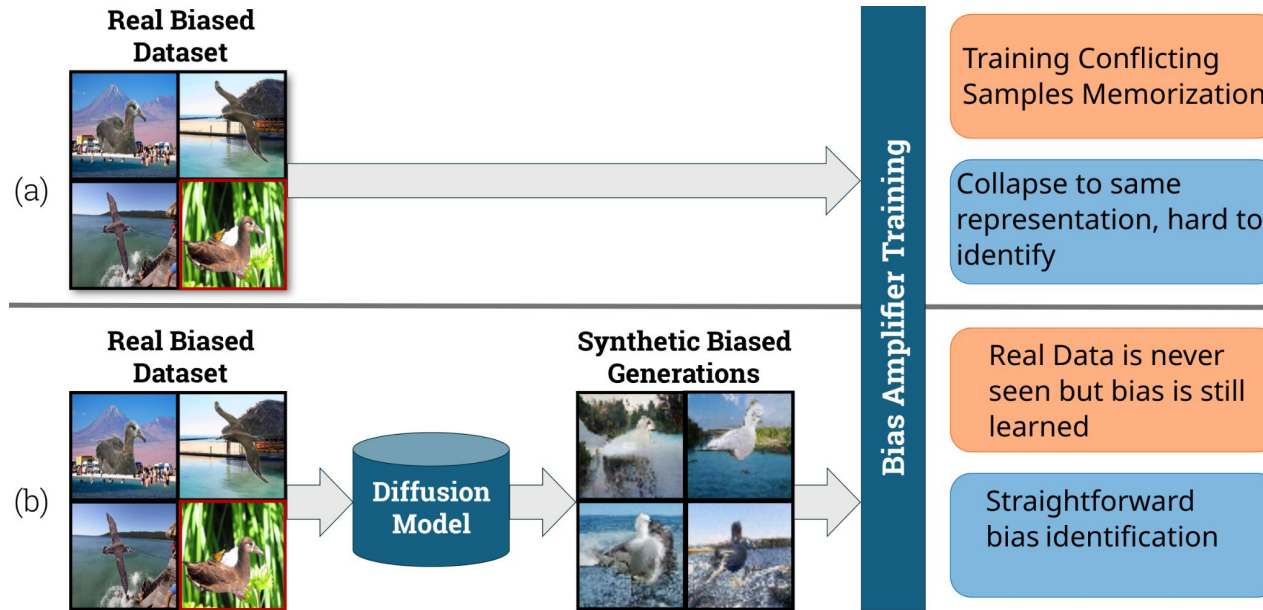 Real Biased
Dataset
(a)
Training Conflicting
Samples Memorization
Collapse to same
representation, hard to
identify
Bias Amplifier Training
Real Biased
Dataset
(b)
Diffusion
Model
Synthetic Biased
Generations
Real Data is never
seen but bias is still
learned
Straightforward
bias identification